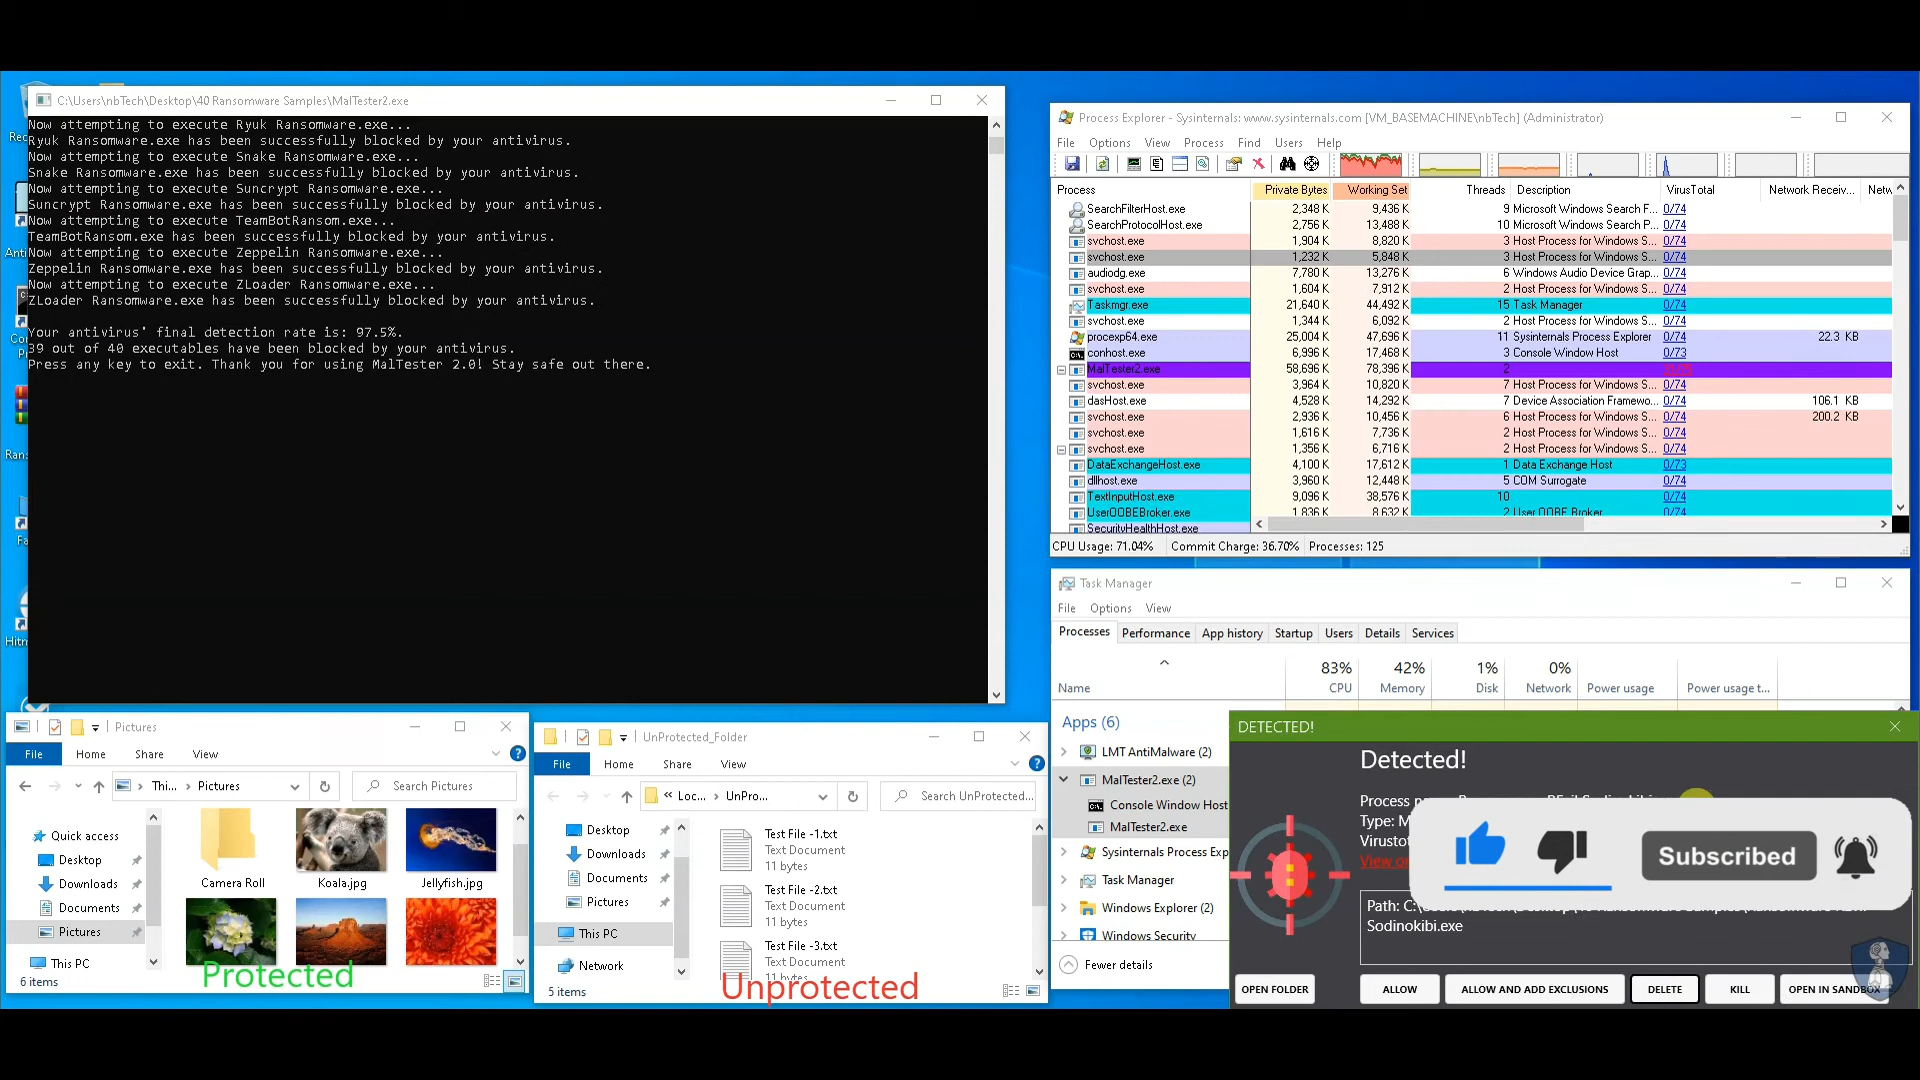 C:\Users\nbTech\Desktop\40 Ransomware Samples\MalTester2.exe
Now attempting to execute Ryuk Ransomware.exe...
Ryuk Ransomware.exe has been successfully blocked by your antivirus.
Now attempting to execute Snake Ransomware.exe...
Snake Ransomware.exe has been successfully blocked by your antivirus.
Now attempting to execute Suncrypt Ransomware.exe...
Suncrypt Ransomware.exe has been successfully blocked by your antivirus.
Now attempting to execute TeamBotRansom.exe...
TeamBotRansom.exe has been successfully blocked by your antivirus.
Now attempting to execute Zeppelin Ransomware.exe...
Zeppelin Ransomware.exe has been successfully blocked by your antivirus.
Now attempting to execute ZLoader Ransomware.exe...
ZLoader Ransomware.exe has been successfully blocked by your antivirus.
Your antivirus' final detection rate is: 97.5%.
39 out of 40 executables have been blocked by your antivirus.
Press any key to exit. Thank you for using MalTester 2.0! Stay safe out there.
Process Explorer - Sysinternals: www.sysinternals.com [VM_BASEMACHINE\nbTech] (Administrator)
File Options View Process Find Users Help
Process Private Bytes Working Set Threads Description VirusTotal Network Receiv... Netw
SearchFilterHost.exe 2,348 K 9,436 K 9 Microsoft Windows Search F... 0/74
SearchProtocolHost.exe 2,756 K 13,488 K 10 Microsoft Windows Search P... 0/74
svchost.exe 1,904 K 8,820 K 3 Host Process for Windows S... 0/74
svchost.exe 1,232 K 5,848 K 3 Host Process for Windows S... 0/74
audiodg.exe 7,780 K 13,276 K 6 Windows Audio Device Grap... 0/74
svchost.exe 1,604 K 7,912 K 2 Host Process for Windows S... 0/74
Taskmgr.exe 21,640 K 44,492 K 15 Task Manager 0/74
svchost.exe 1,344 K 6,092 K 2 Host Process for Windows S... 0/74
procexp64.exe 25,004 K 47,696 K 11 Sysinternals Process Explorer 0/74 22.3 KB
conhost.exe 6,996 K 17,468 K 3 Console Window Host 0/73
MalTester2.exe 58,696 K 78,396 K 2
svchost.exe 3,964 K 10,820 K 7 Host Process for Windows S... 0/74
dasHost.exe 4,528 K 14,292 K 7 Device Association Framewo... 0/74 106.1 KB
svchost.exe 2,936 K 10,456 K 6 Host Process for Windows S... 0/74 200.2 KB
svchost.exe 1,616 K 7,736 K 2 Host Process for Windows S... 0/74
svchost.exe 1,356 K 6,716 K 2 Host Process for Windows S... 0/74
DataExchangeHost.exe 4,100 K 17,612 K 1 Data Exchange Host 0/73
dllhost.exe 3,960 K 12,448 K 5 COM Surrogate 0/74
TextInputHost.exe 9,096 K 38,576 K 10 0/74
UserOOBEBroker.exe 1,836 K 8,632 K 2 User OOBE Broker 0/74
SecurityHealthHost.exe
CPU Usage: 71.04% Commit Charge: 36.70% Processes: 125
Task Manager
File Options View
Processes Performance App history Startup Users Details Services
83% 42% 1% 0%
Name CPU Memory Disk Network Power usage Power usage t...
Apps (6)
LMT AntiMalware (2)
MalTester2.exe (2)
Console Window Host
MalTester2.exe
Sysinternals Process Exp
Task Manager
Windows Explorer (2)
Windows Security
Fewer details
Pictures
File Home Share View
Thi... Pictures Search Pictures
Quick access
Desktop
Downloads
Documents
Pictures
This PC
Camera Roll Koala.jpg Jellyfish.jpg
6 items
Protected
UnProtected_Folder
File Home Share View
Loc... UnPro... Search UnProtected...
Desktop
Downloads
Documents
Pictures
This PC
Network
Test File -1.txt
Text Document
11 bytes
Test File -2.txt
Text Document
11 bytes
Test File -3.txt
Text Document
11 bytes
5 items
Unprotected
DETECTED!
Detected!
Subscribed
Sodinokibi.exe
OPEN FOLDER ALLOW ALLOW AND ADD EXCLUSIONS DELETE KILL OPEN IN SANDBOX